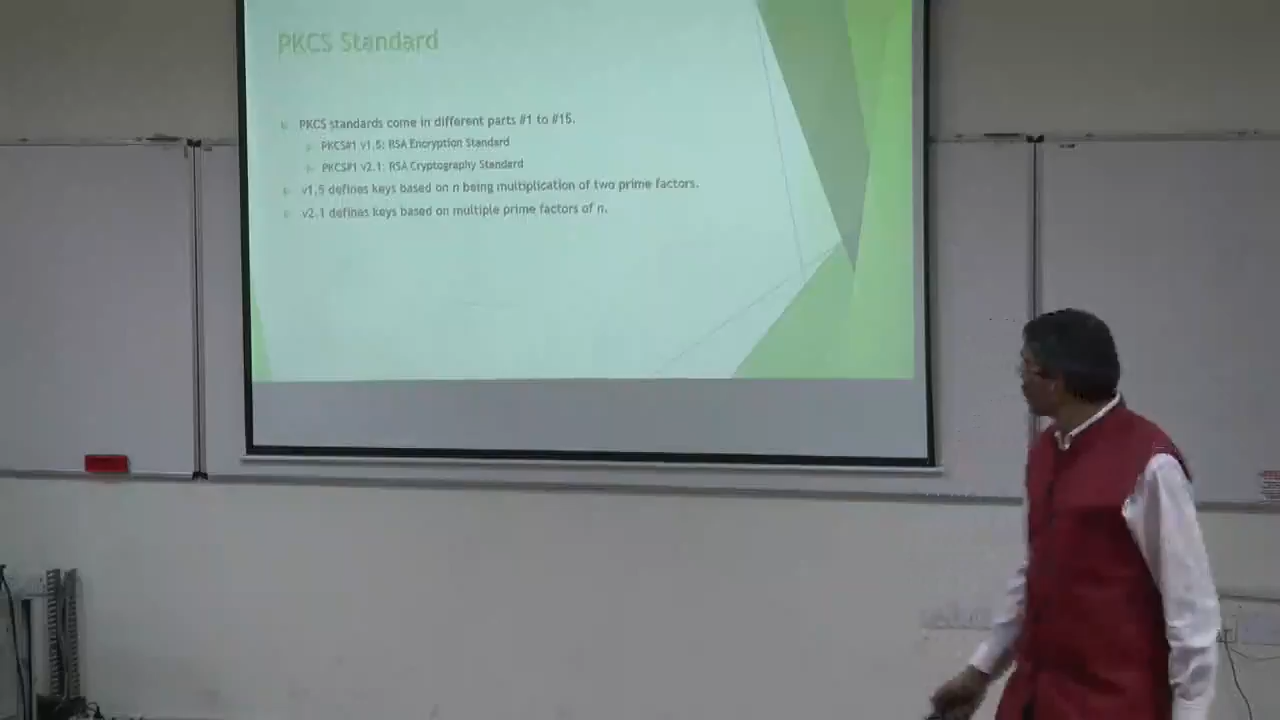 PKCS Standard
PKCS standards come in different parts #1 to #15.
PKCS#1 v1.5: RSA Encryption Standard
PKCS#1 v2.1: RSA Cryptography Standard
v1.5 defines keys based on n being multiplication of two prime factors.
v2.1 defines keys based on multiple prime factors of n.